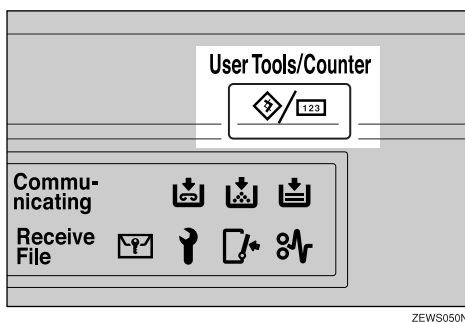 User Tools/Counter
123
Commu-
nicating
Receive
File
ZEWS050N